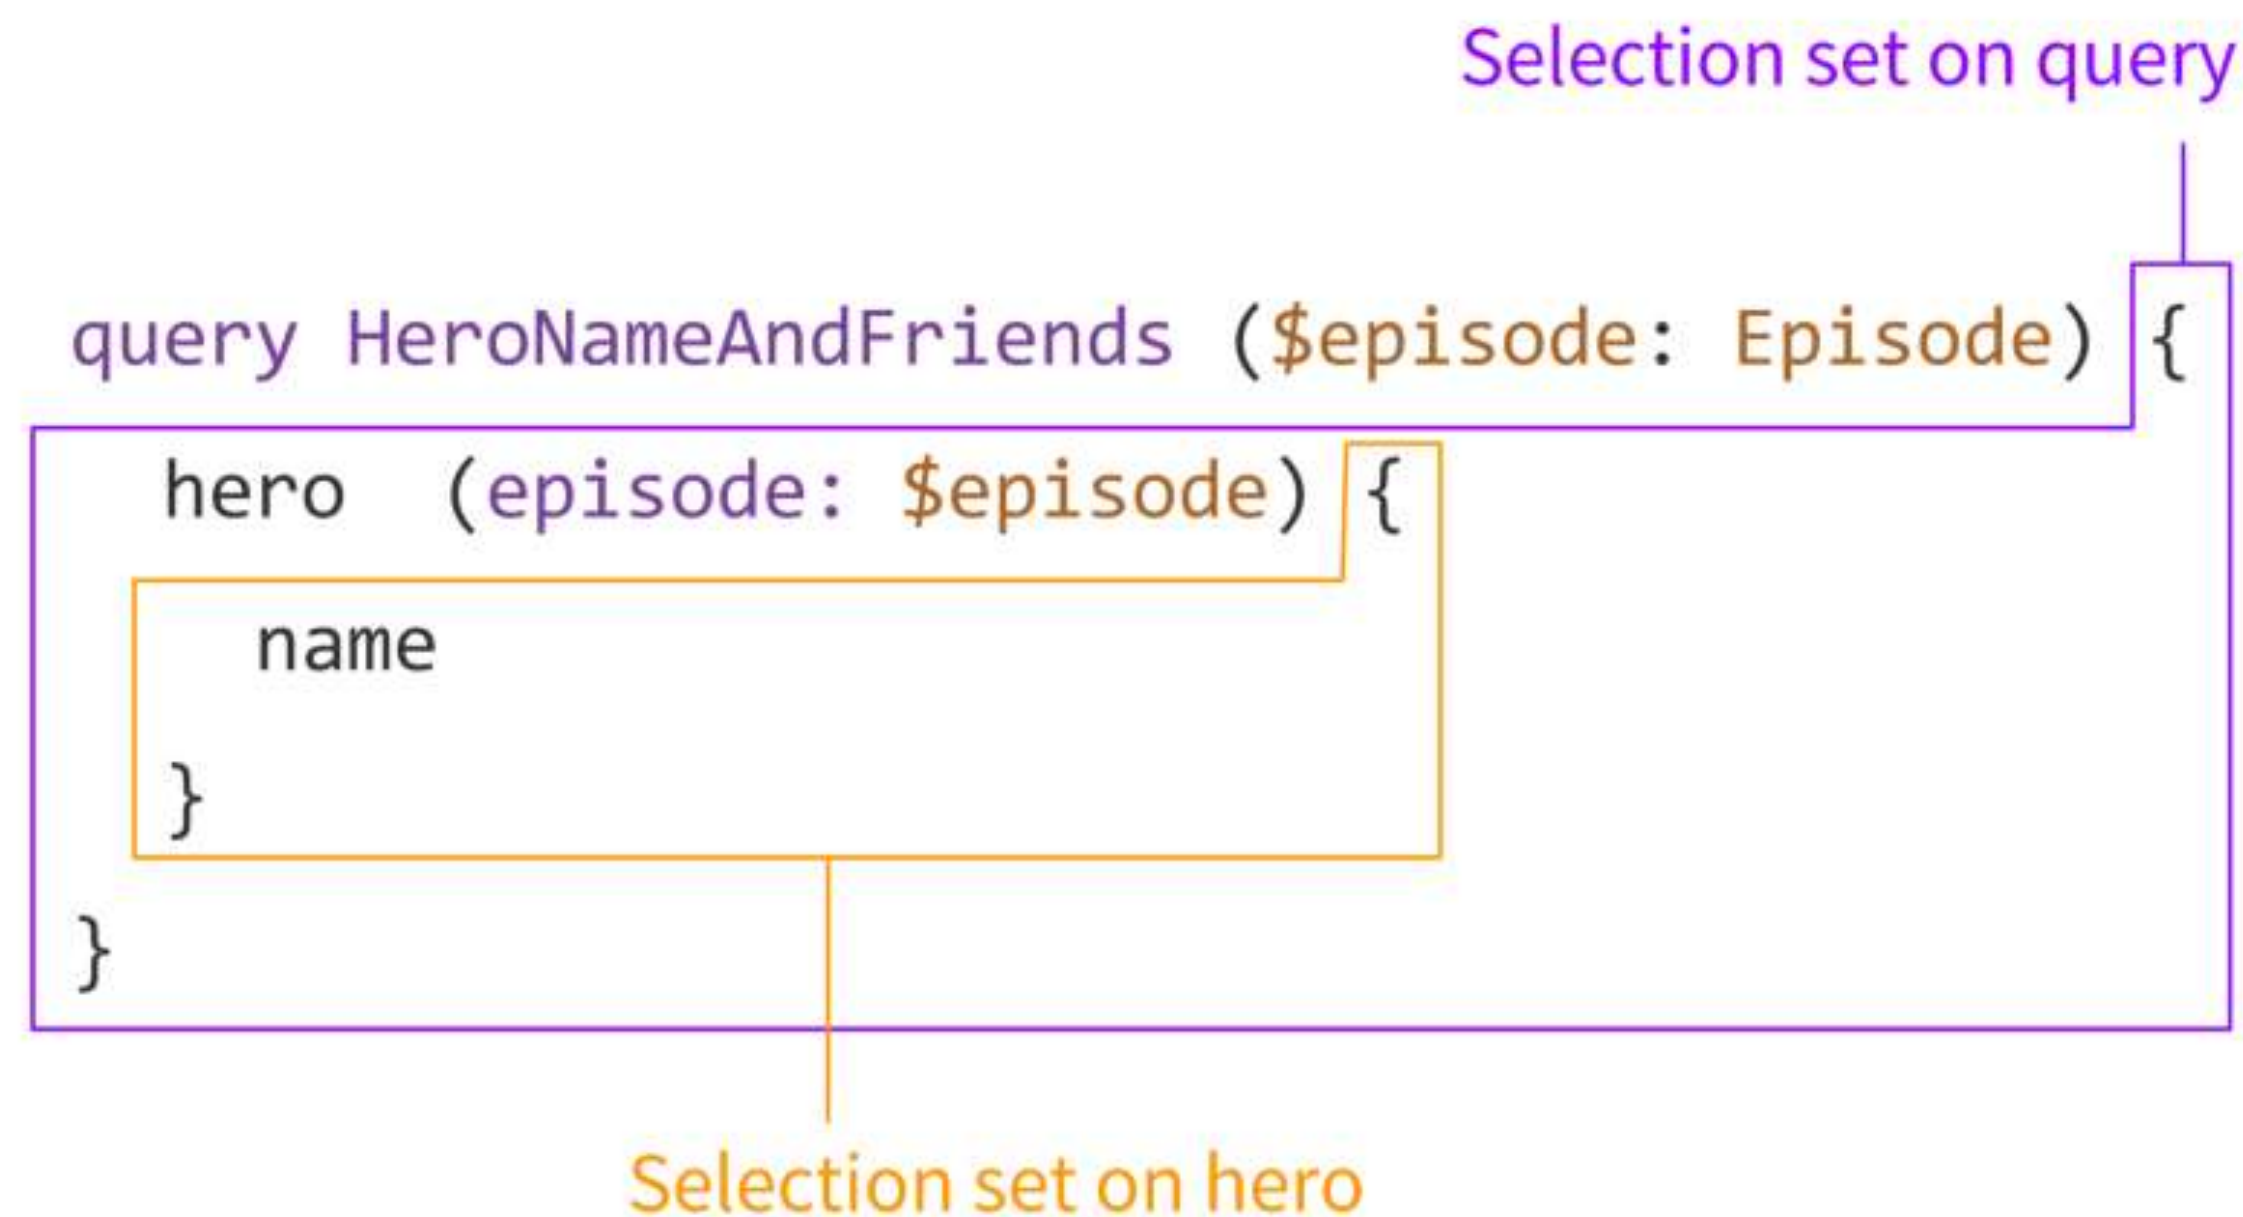 Selection set on query
query HeroNameAndFriends ($episode: Episode) {
hero (episode: $episode) {
name
}
}
Selection set on hero